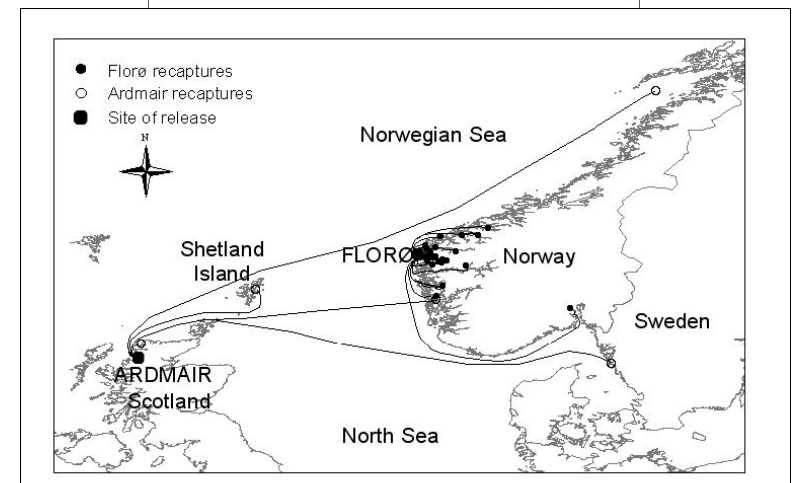 Florø recaptures
Ardmair recaptures
Site of release
N
Norwegian Sea
Shetland
Island
FLORØ
Norway
Sweden
ARDMAIR
Scotland
North Sea